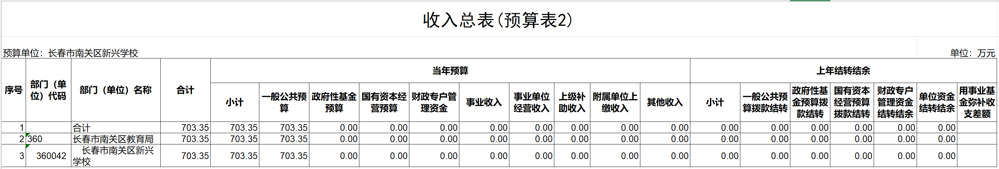 收入总表(预算表2)
预算单位：长春市南关区新兴学校 单位：万元
序号 部门（单位）代码 部门（单位）名称 合计 当年预算 上年结转结余
小计 一般公共预算 政府性基金预算 国有资本经营预算 财政专户管理资金 事业收入 事业单位经营收入 上级补助收入 附属单位上缴收入 其他收入 小计 一般公共预算拨款结转 政府性基金预算拨款结转 国有资本经营预算拨款结转 财政专户管理资金结转结余 单位资金结转结余 用事业基金弥补收支差额
1 合计 703.35 703.35 703.35 0.00 0.00 0.00 0.00 0.00 0.00 0.00 0.00 0.00 0.00 0.00 0.00 0.00 0.00
2 360 长春市南关区教育局 703.35 703.35 703.35 0.00 0.00 0.00 0.00 0.00 0.00 0.00 0.00 0.00 0.00 0.00 0.00 0.00 0.00
3 360042 长春市南关区新兴学校 703.35 703.35 703.35 0.00 0.00 0.00 0.00 0.00 0.00 0.00 0.00 0.00 0.00 0.00 0.00 0.00 0.00